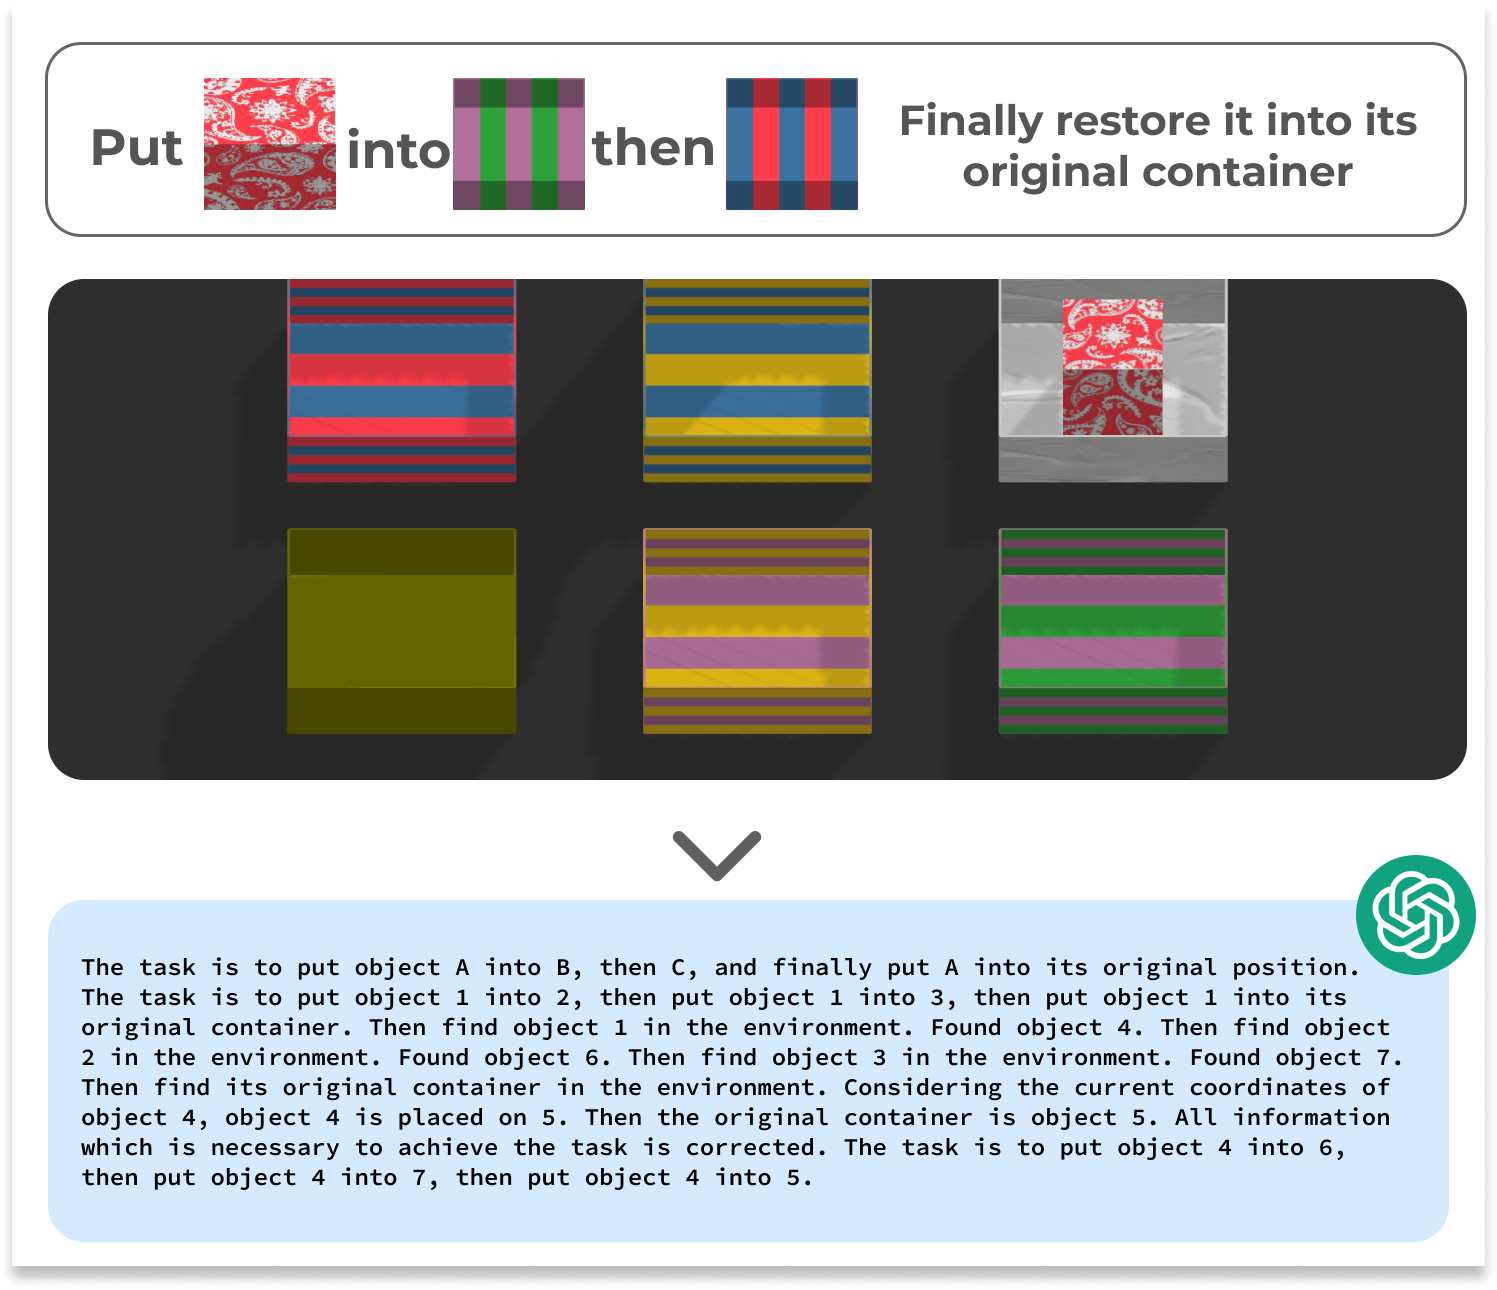 Put into then Finally restore it into its
original container
The task is to put object A into B, then C, and finally put A into its original position.
The task is to put object 1 into 2, then put object 1 into 3, then put object 1 into its
original container. Then find object 1 in the environment. Found object 4. Then find object
2 in the environment. Found object 6. Then find object 3 in the environment. Found object 7.
Then find its original container in the environment. Considering the current coordinates of
object 4, object 4 is placed on 5. Then the original container is object 5. All information
which is necessary to achieve the task is corrected. The task is to put object 4 into 6,
then put object 4 into 7, then put object 4 into 5.